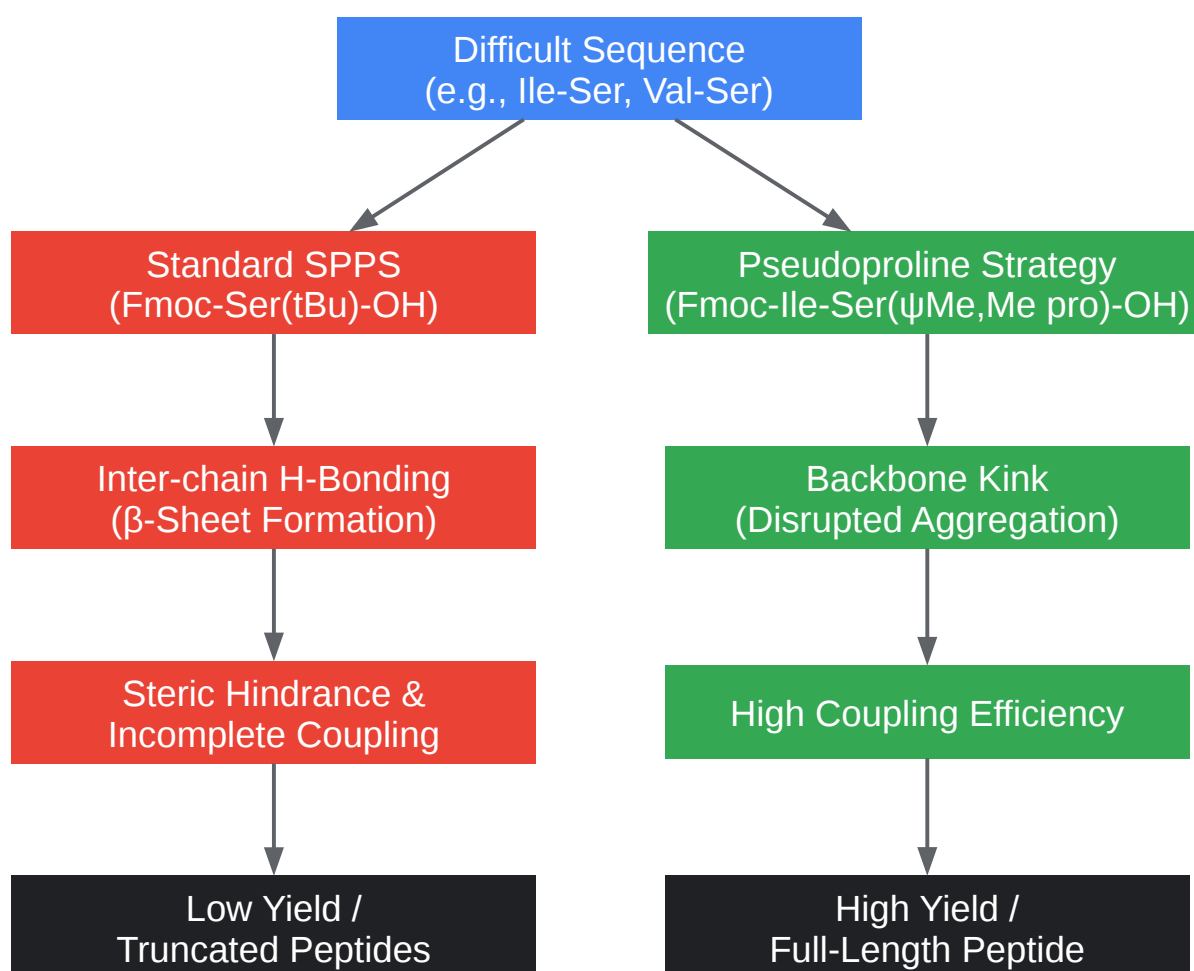 Difficult Sequence
(e.g., Ile-Ser, Val-Ser)
Standard SPPS
(Fmoc-Ser(tBu)-OH)
Pseudoproline Strategy
(Fmoc-Ile-Ser(ψMe,Me pro)-OH)
Inter-chain H-Bonding
(β-Sheet Formation)
Backbone Kink
(Disrupted Aggregation)
Steric Hindrance &
Incomplete Coupling
High Coupling Efficiency
Low Yield /
Truncated Peptides
High Yield /
Full-Length Peptide